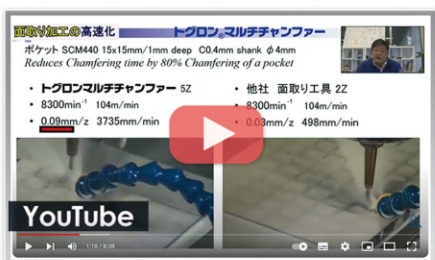 面取り加工の高速化
トグロン®マルチチャンファー
ポケット SCM440 15x15mm/1mm deep C0.4mm shank φ4mm
Reduces Chamfering time by 80% Chamfering of a pocket
• トグロンマルチチャンファー 5Z
• 8300min⁻¹ 104m/min
• 0.09mm/z 3735mm/min
• 他社 面取り工具 2Z
• 8300min⁻¹ 104m/min
• 0.03mm/z 498mm/min
YouTube
1:16 / 8:38